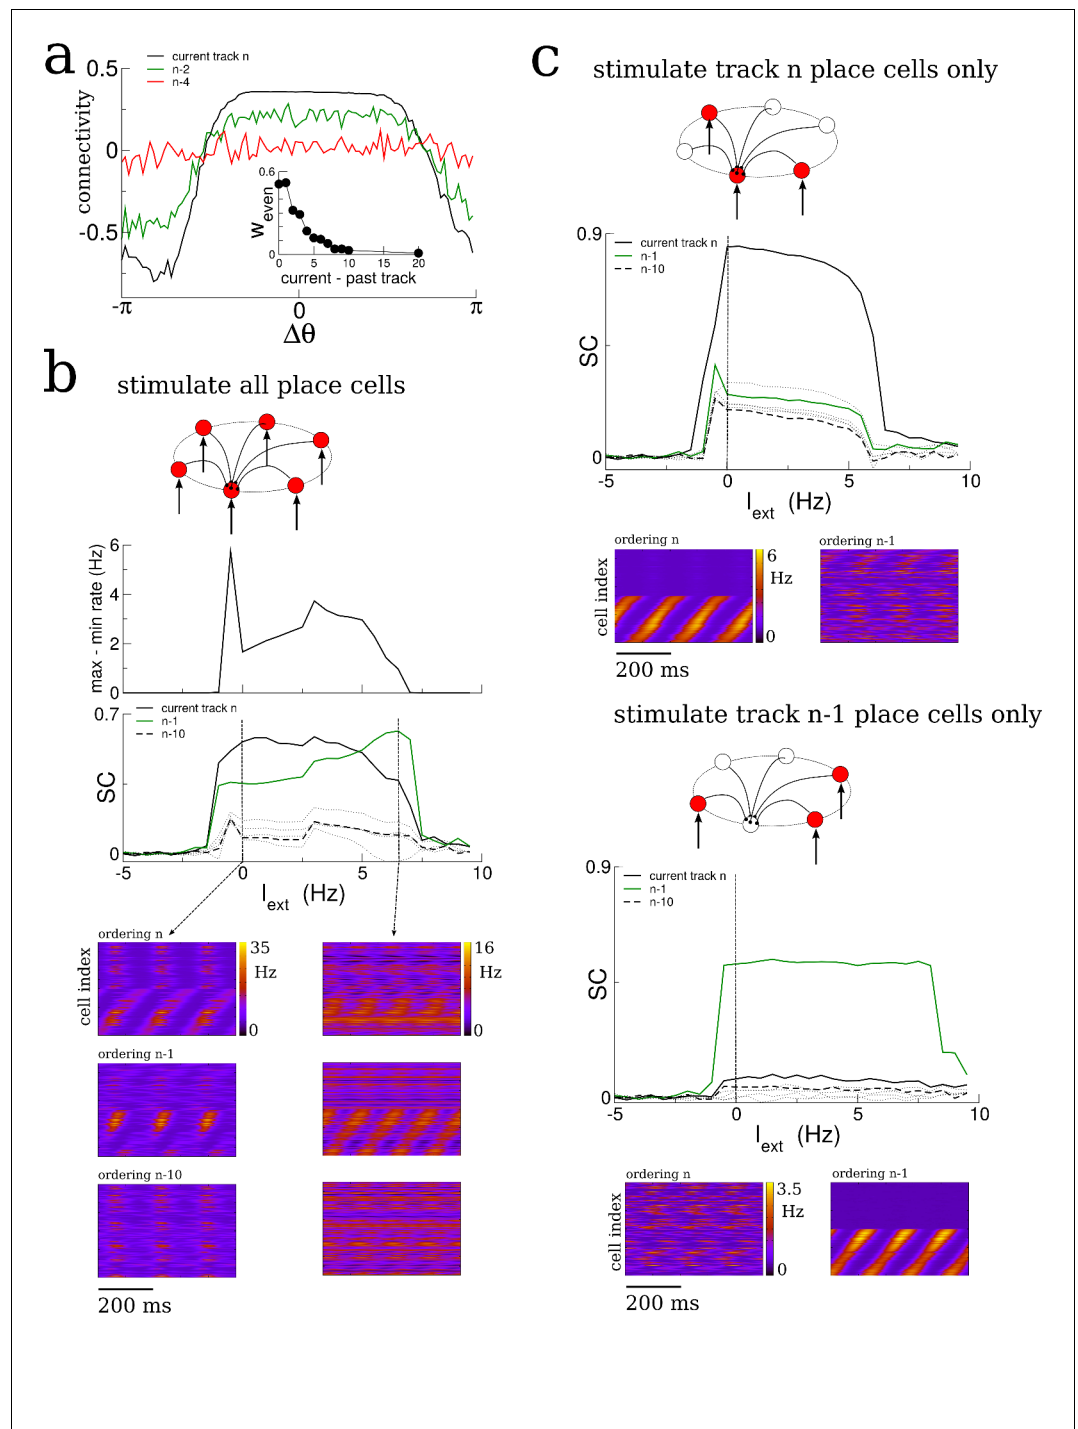 a
current track n
n-2
n-4
0.5
0
-0.5
connectivity
0.6
0
W even
0 5 10 15 20
current - past track
-π 0 π
Δθ
b
stimulate all place cells
6
4
2
0
max - min rate (Hz)
current track n
n-1
n-10
0.7
0
SC
-5 0 5 10
I ext (Hz)
ordering n
cell index
35
Hz
0
16
Hz
0
ordering n-1
ordering n-10
200 ms
c
stimulate track n place cells only
0.9
current track n
n-1
n-10
SC
0
-5 0 5 10
I ext (Hz)
ordering n
ordering n-1
cell index
6
Hz
0
200 ms
stimulate track n-1 place cells only
0.9
current track n
n-1
n-10
SC
0
-5 0 5 10
I ext (Hz)
ordering n
ordering n-1
cell index
3.5
Hz
0
200 ms